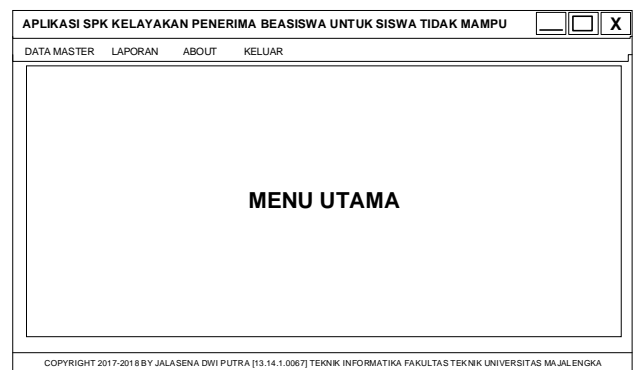 APLIKASI SPK KELAYAKAN PENERIMA BEASISWA UNTUK SISWA TIDAK MAMPU X
DATA MASTER LAPORAN ABOUT KELUAR
MENU UTAMA
COPYRIGHT 2017-2018 BY JALASENA DWI PUTRA [13.14.1.0067] TEKNIK INFORMATIKA FAKULTAS TEKNIK UNIVERSITAS MAJALENGKA